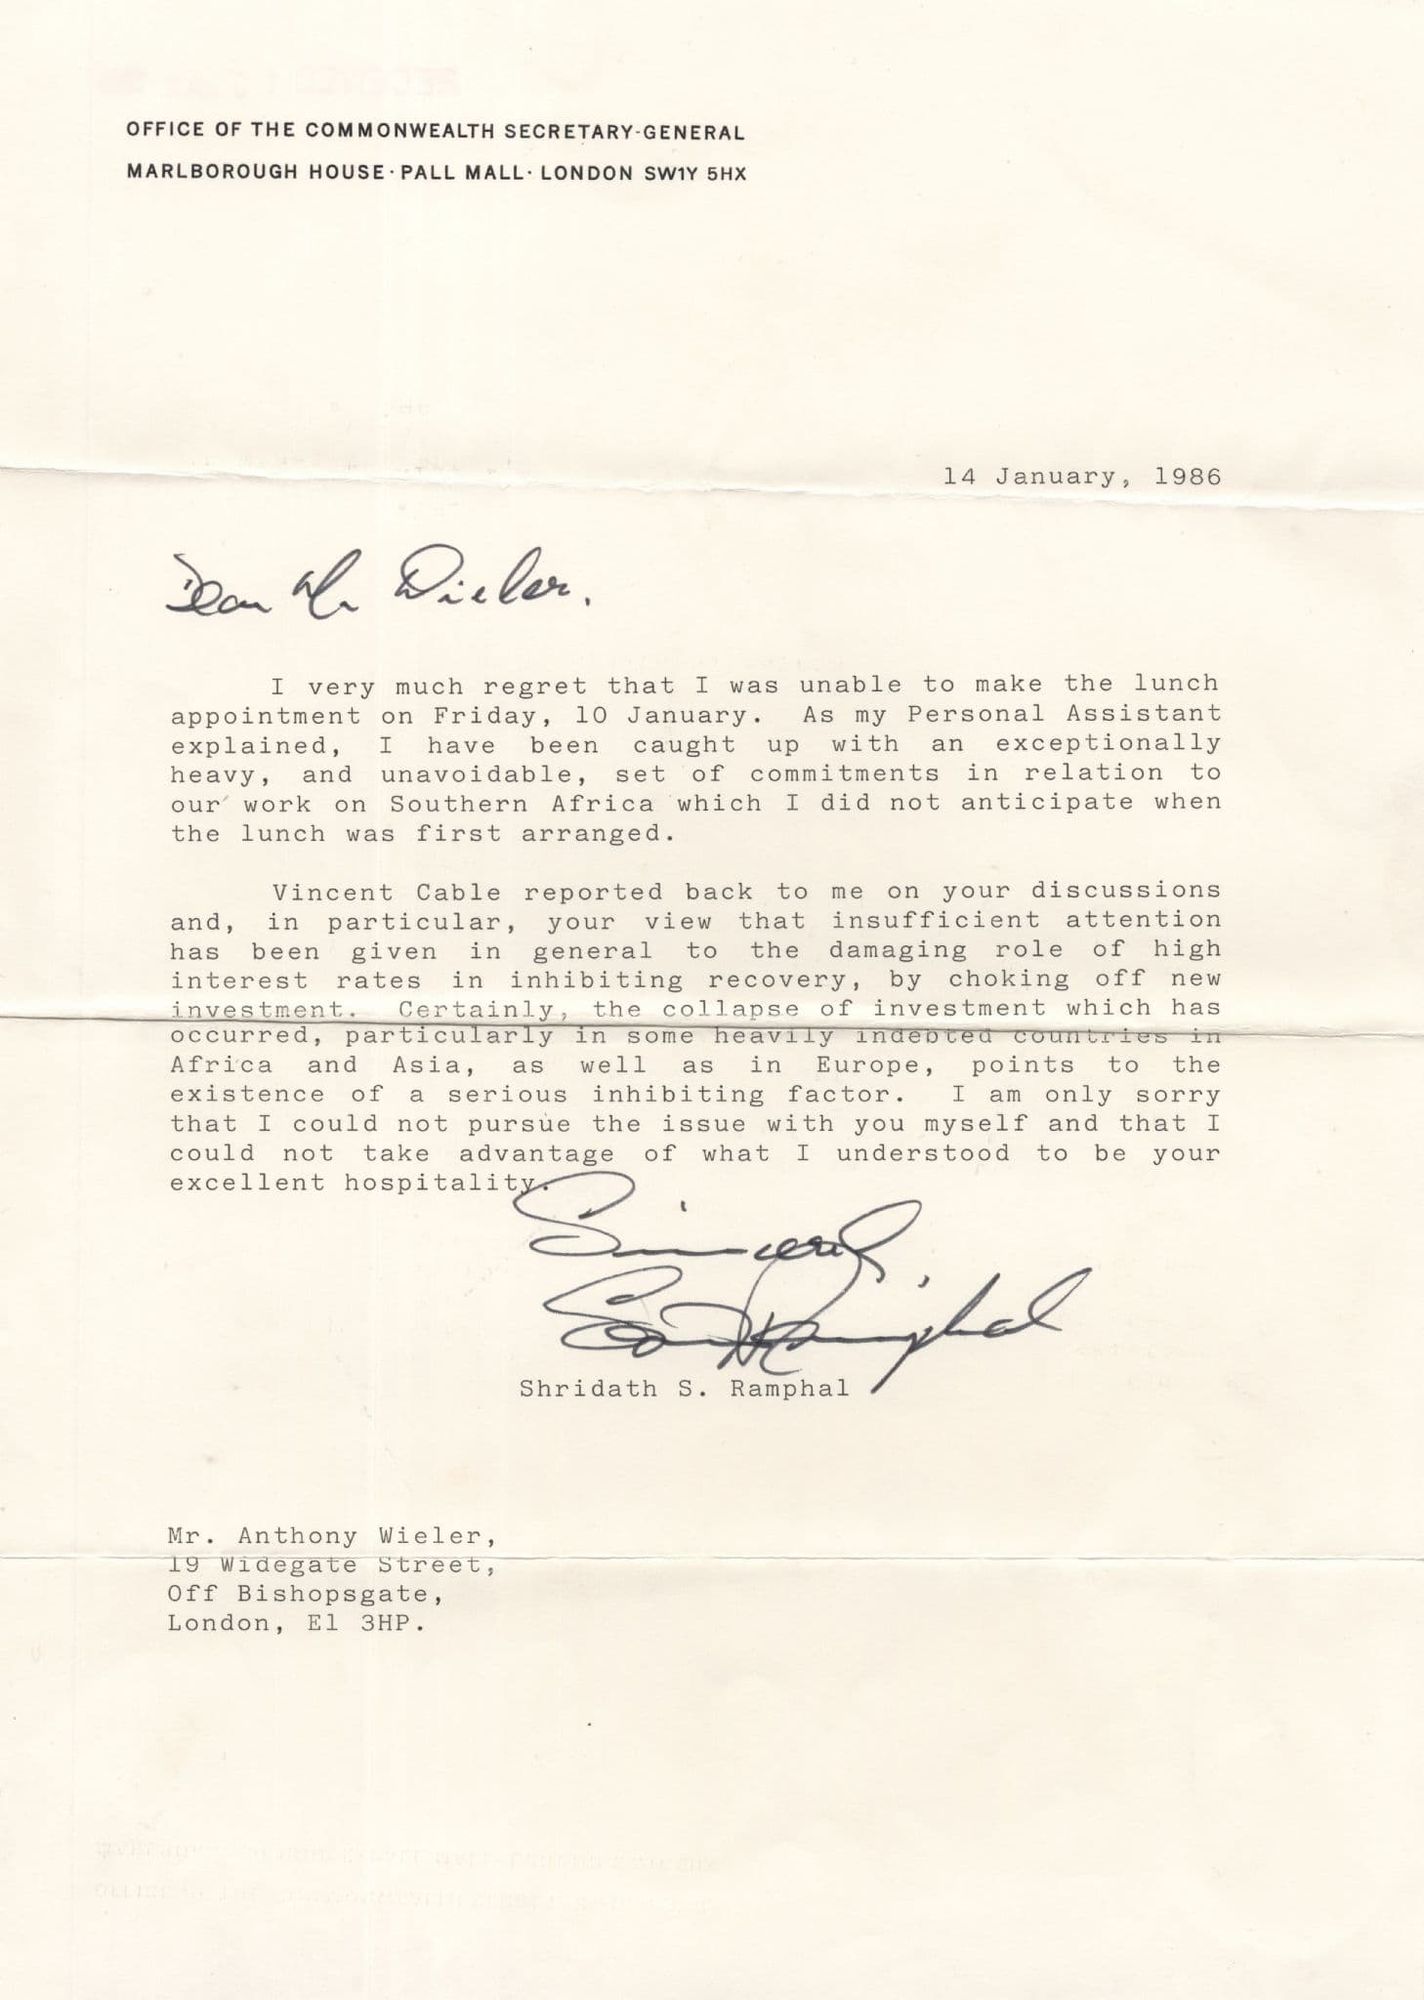 OFFICE OF THE COMMONWEALTH SECRETARY-GENERAL
MARLBOROUGH HOUSE · PALL MALL · LONDON SW1Y 5HX
14 January, 1986
Dear Mr Wieler,
I very much regret that I was unable to make the lunch
appointment on Friday, 10 January. As my Personal Assistant
explained, I have been caught up with an exceptionally
heavy, and unavoidable, set of commitments in relation to
our work on Southern Africa which I did not anticipate when
the lunch was first arranged.
Vincent Cable reported back to me on your discussions
and, in particular, your view that insufficient attention
has been given in general to the damaging role of high
interest rates in inhibiting recovery, by choking off new
investment. Certainly, the collapse of investment which has
occurred, particularly in some heavily indebted countries in
Africa and Asia, as well as in Europe, points to the
existence of a serious inhibiting factor. I am only sorry
that I could not pursue the issue with you myself and that I
could not take advantage of what I understood to be your
excellent hospitality.
Sincerely,
Ramphal
Shridath S. Ramphal
Mr. Anthony Wieler,
19 Widegate Street,
Off Bishopsgate,
London, E1 3HP.